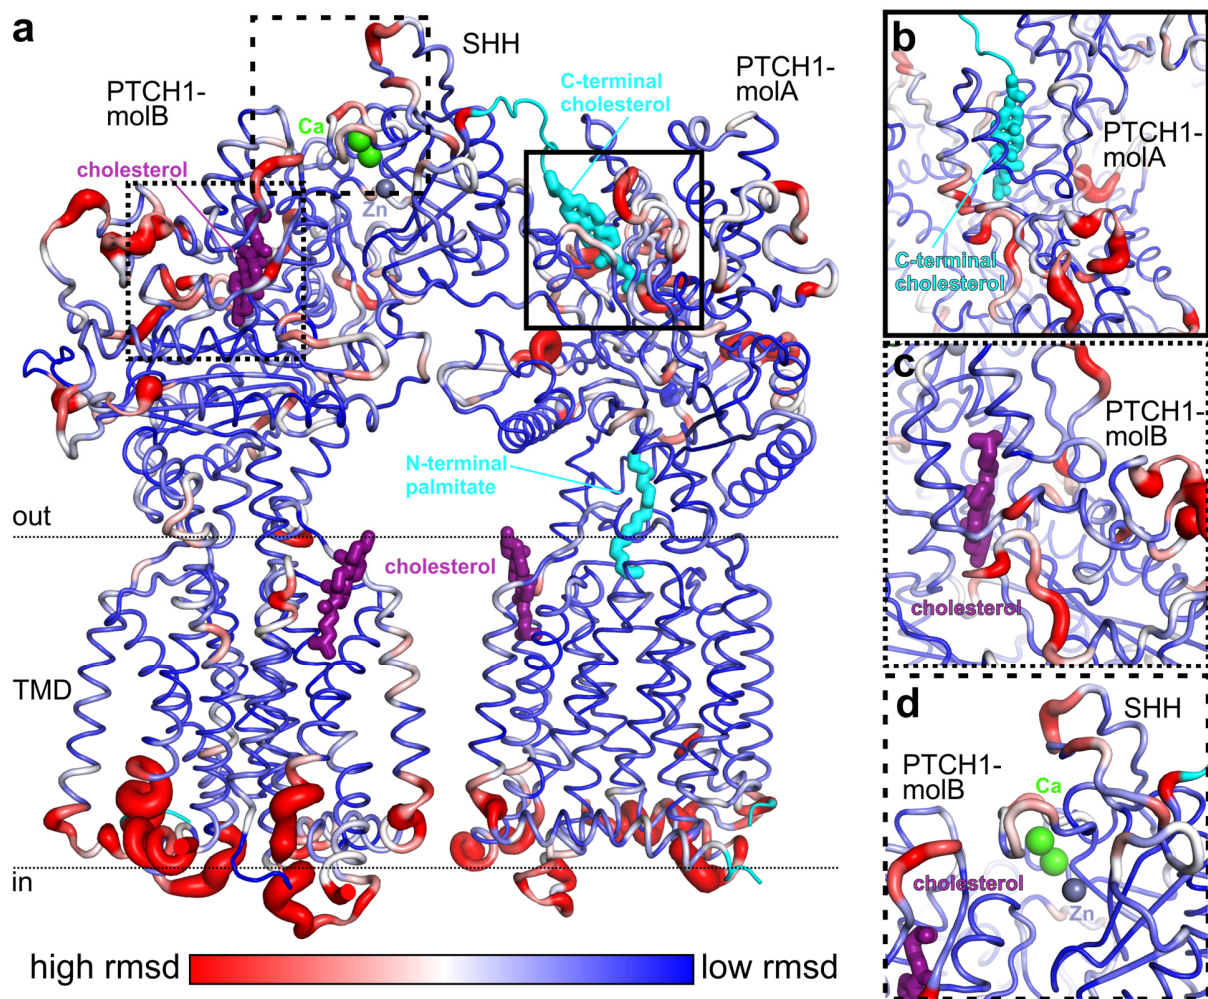 a
SHH
PTCH1-
molB
C-terminal
cholesterol
PTCH1-
molA
Ca
cholesterol
Zn
N-terminal
palmitate
out
cholesterol
TMD
in
high rmsd
low rmsd
b
PTCH1-
molA
C-terminal
cholesterol
c
PTCH1-
molB
cholesterol
d
SHH
PTCH1-
molB
Ca
cholesterol
Zn